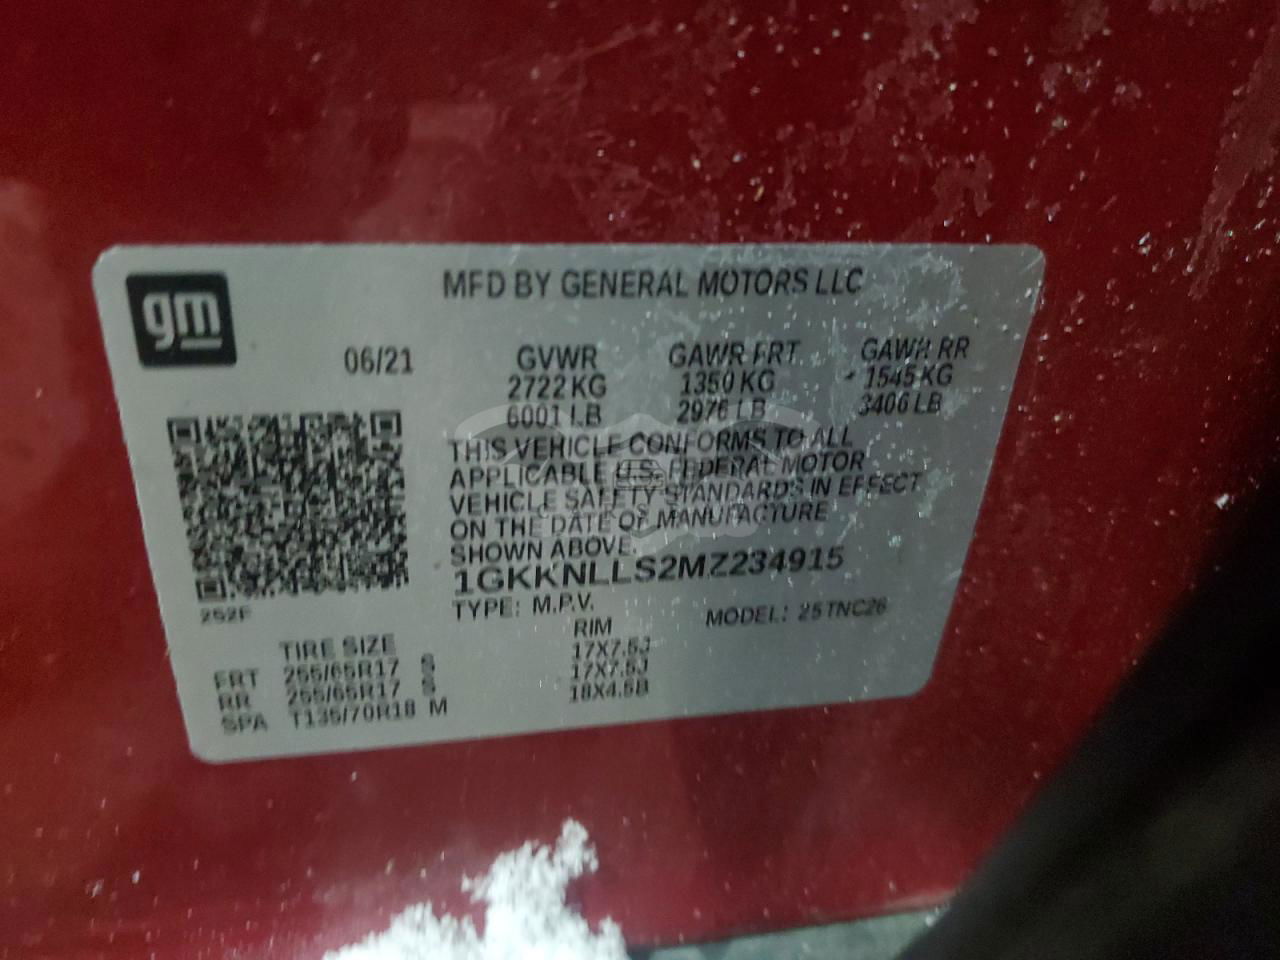 gm
MFD BY GENERAL MOTORS LLC
06/21 GVWR GAWR FRT GAWR RR
2722 KG 1350 KG 1545 KG
6001 LB 2976 LB 3406 LB
THIS VEHICLE CONFORMS TO ALL
APPLICABLE U.S. FEDERAL MOTOR
VEHICLE SAFETY STANDARDS IN EFFECT
ON THE DATE OF MANUFACTURE
SHOWN ABOVE.
1GKKNLLS2MZ234915
252F
TYPE: M.P.V. MODEL: 25 TNC26
TIRE SIZE RIM
FRT 255/65R17 S 17X7.5J
RR 255/65R17 S 17X7.5J
SPA T135/70R18 M 18X4.5B